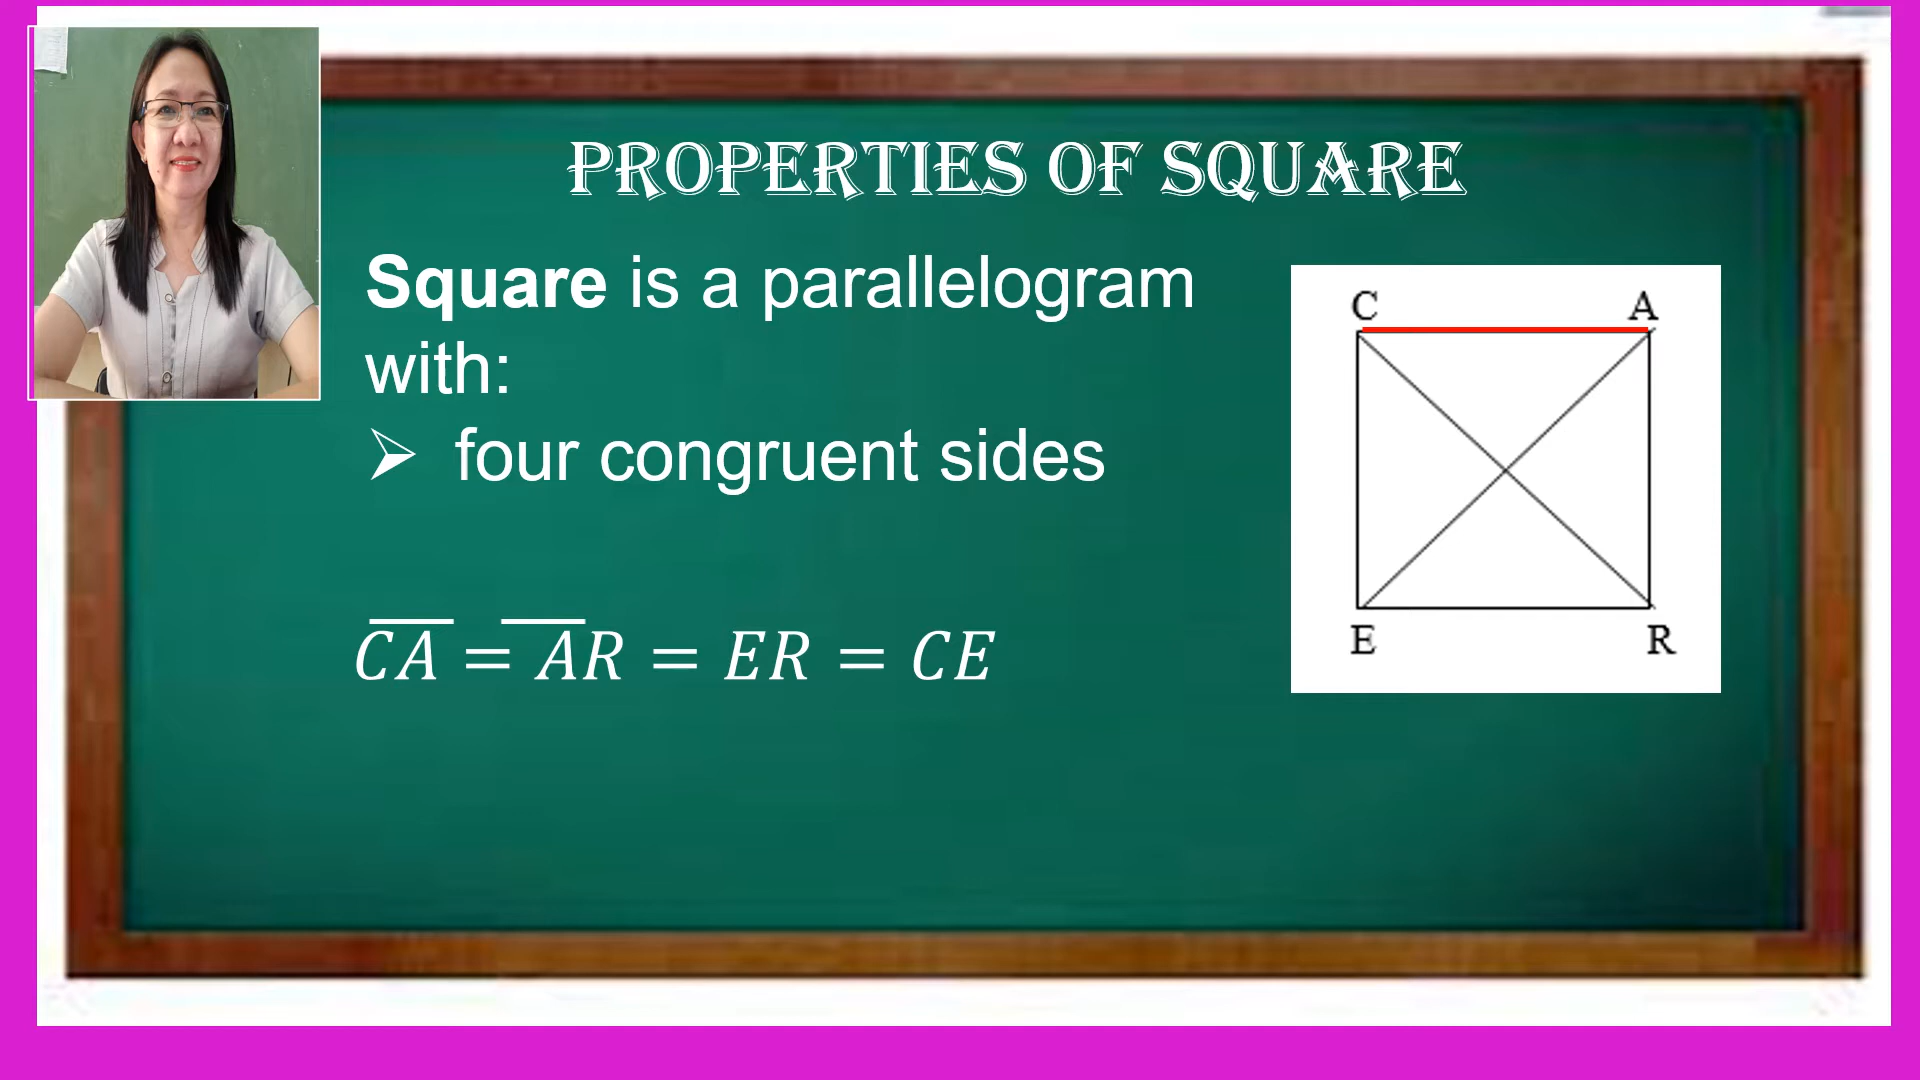 PROPERTIES OF SQUARE
Square is a parallelogram
with:
➢ four congruent sides
C A
E R
𝐶𝐴 = 𝐴𝑅 = 𝐸𝑅 = 𝐶𝐸